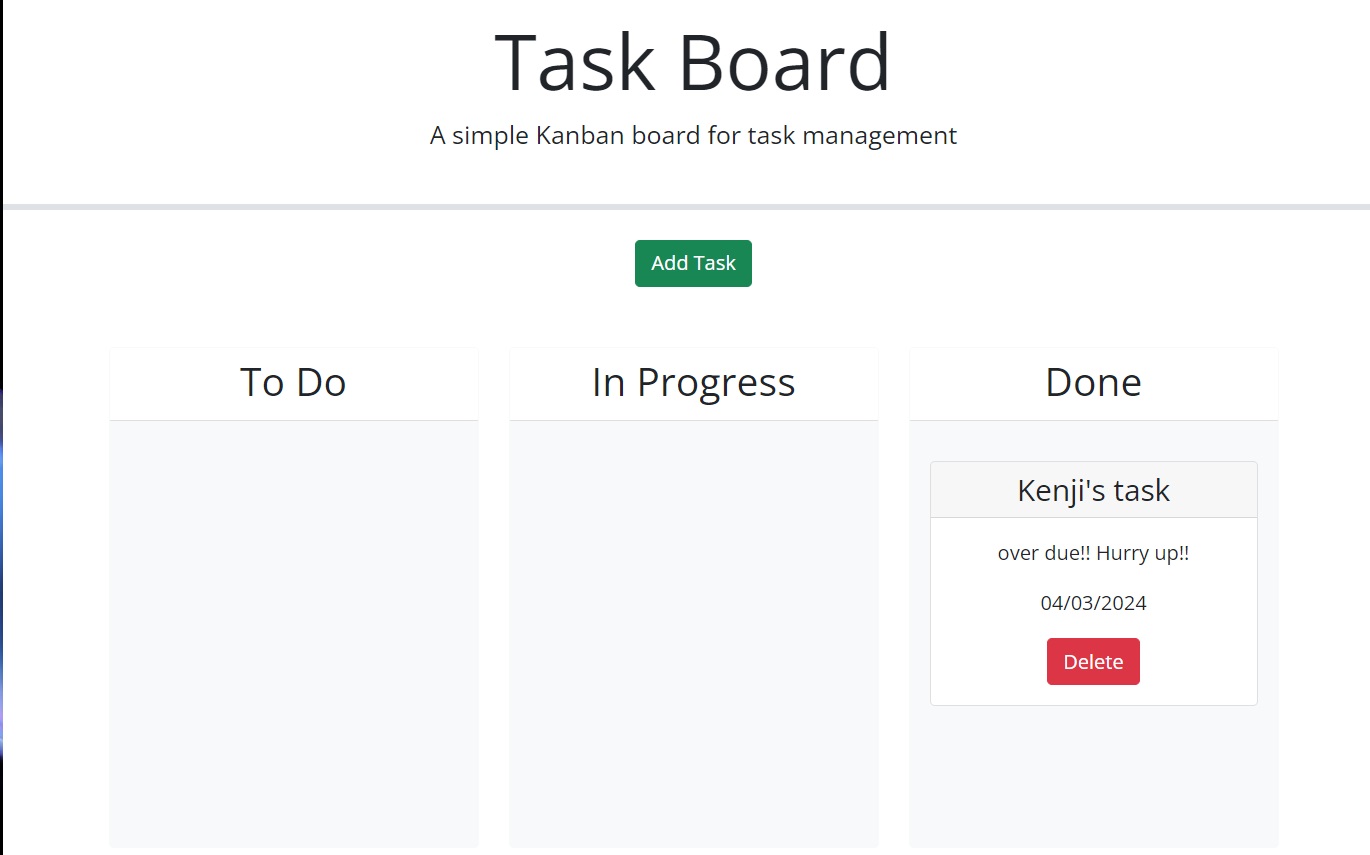 Task Board
A simple Kanban board for task management
Add Task
To Do
In Progress
Done
Kenji's task
over due!! Hurry up!!
04/03/2024
Delete